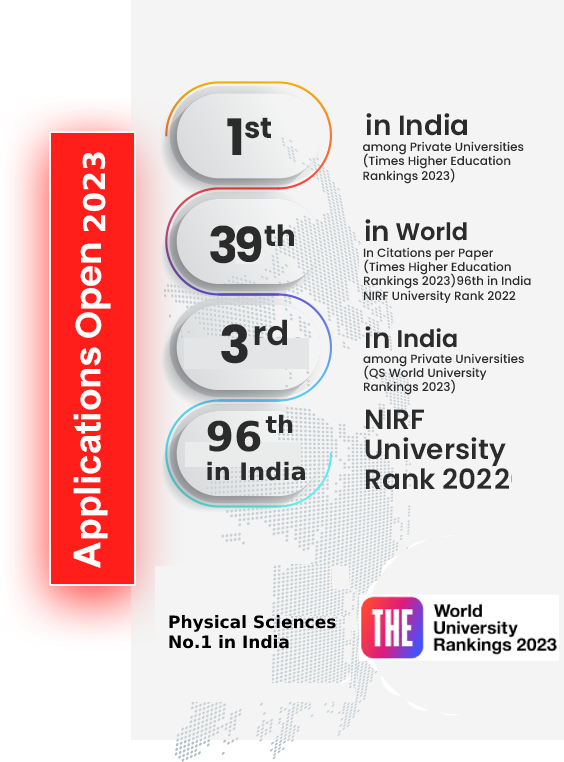 Applications Open 2023
1st
in India
among Private Universities
(Times Higher Education
Rankings 2023)
39th
in World
In Citations per Paper
(Times Higher Education
Rankings 2023)96th in India
NIRF University Rank 2022
3rd
in India
among Private Universities
(QS World University
Rankings 2023)
96th
in India
NIRF
University
Rank 2022
Physical Sciences
No.1 in India
THE
World
University
Rankings 2023